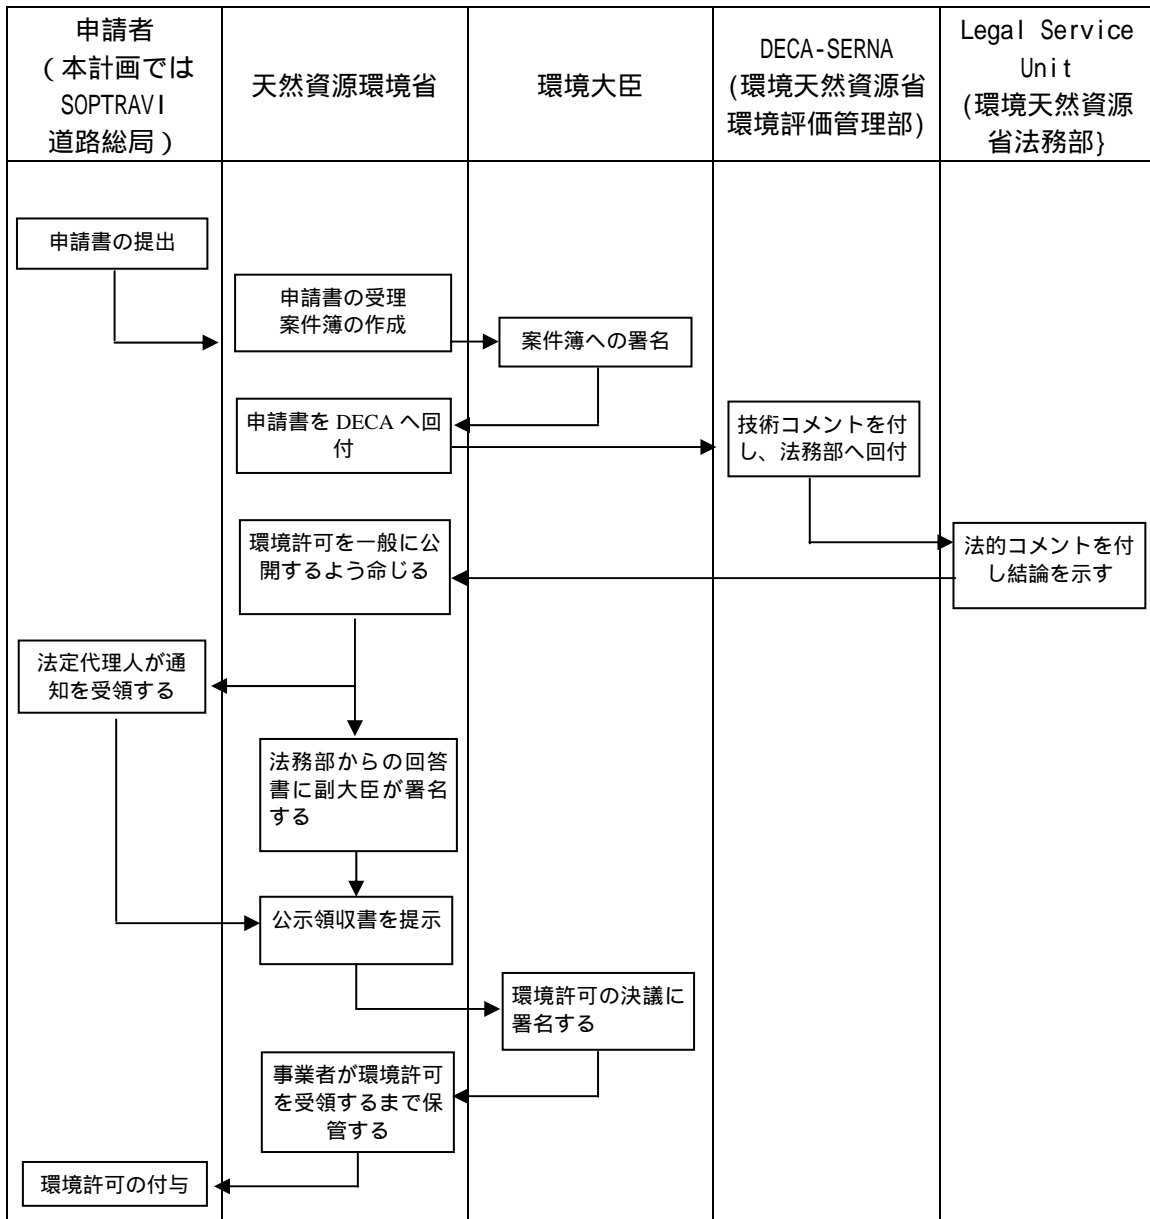 申請者
(本計画では
SOPTRAVI
道路総局)
天然資源環境省
環境大臣
DECA-SERNA
(環境天然資源省
環境評価管理部)
Legal Service
Unit
(環境天然資源
省法務部}
申請書の提出
申請書の受理
案件簿の作成
案件簿への署名
申請書を DECA へ回
付
技術コメントを付
し、法務部へ回付
環境許可を一般に公
開するよう命じる
法的コメントを付
し結論を示す
法定代理人が通
知を受領する
法務部からの回答
書に副大臣が署名
する
公示領収書を提示
環境許可の決議に
署名する
事業者が環境許可
を受領するまで保
管する
環境許可の付与